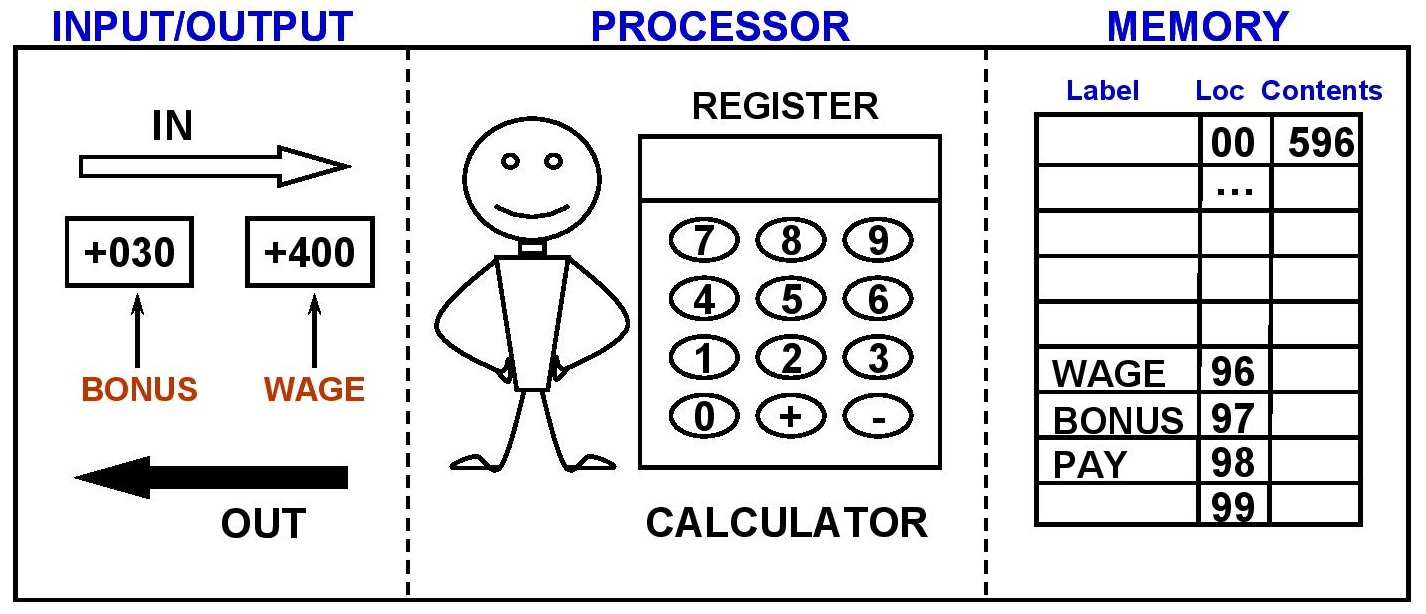 INPUT/OUTPUT
PROCESSOR
MEMORY
IN
+030
+400
BONUS
WAGE
OUT
REGISTER
7 8 9
4 5 6
1 2 3
0 + -
CALCULATOR
Label Loc Contents
00 596
...
WAGE 96
BONUS 97
PAY 98
99